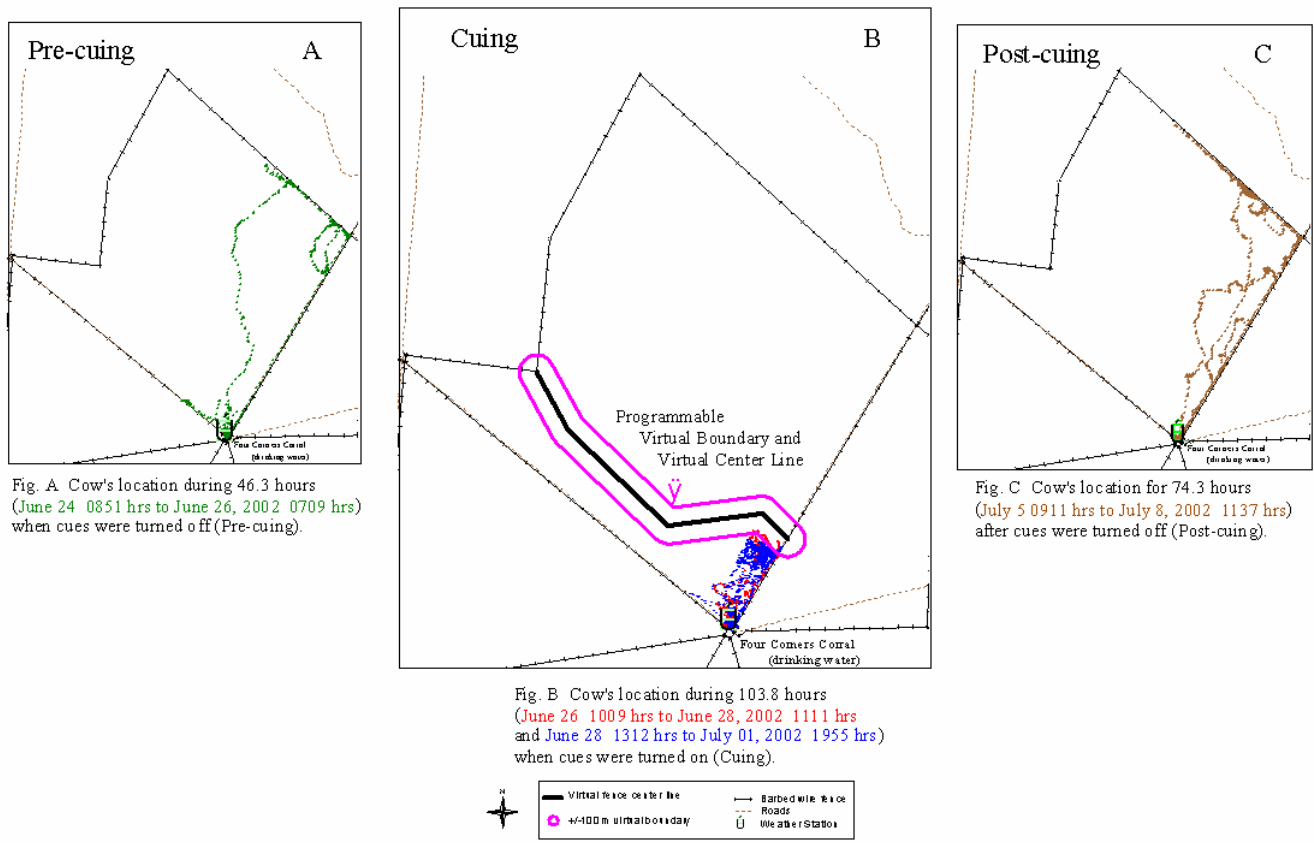 Pre-cuing
A
Four Corners Corral
(drinking water)
Fig. A Cow's location during 46.3 hours
(June 24 0851 hrs to June 26, 2002 0709 hrs)
when cues were turned off (Pre-cuing).
Cuing
B
Programmable
Virtual Boundary and
Virtual Center Line
Ÿ
Four Corners Corral
(drinking water)
Fig. B Cow's location during 103.8 hours
(June 26 1009 hrs to June 28, 2002 1111 hrs
and June 28 1312 hrs to July 01, 2002 1955 hrs)
when cues were turned on (Cuing).
Post-cuing
C
Four Corners Corral
(drinking water)
Fig. C Cow's location for 74.3 hours
(July 5 0911 hrs to July 8, 2002 1137 hrs)
after cues were turned off (Post-cuing).
N
Virtual fence center line
+/-100 m virtual boundary
Barbed wire fence
Roads
Weather Station